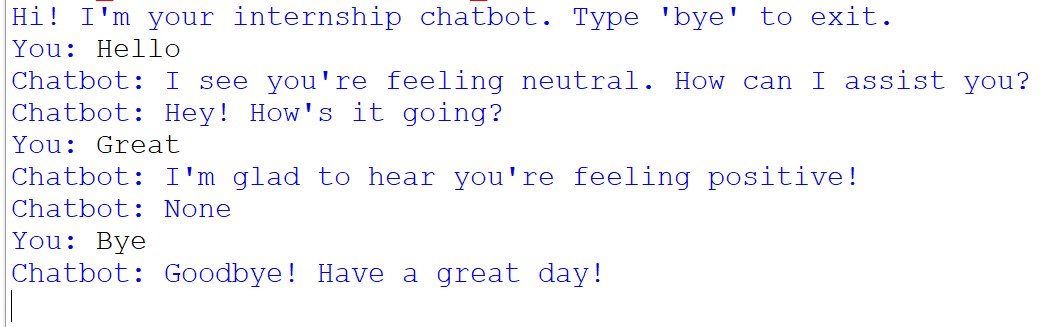 Hi! I'm your internship chatbot. Type 'bye' to exit.
You: Hello
Chatbot: I see you're feeling neutral. How can I assist you?
Chatbot: Hey! How's it going?
You: Great
Chatbot: I'm glad to hear you're feeling positive!
Chatbot: None
You: Bye
Chatbot: Goodbye! Have a great day!